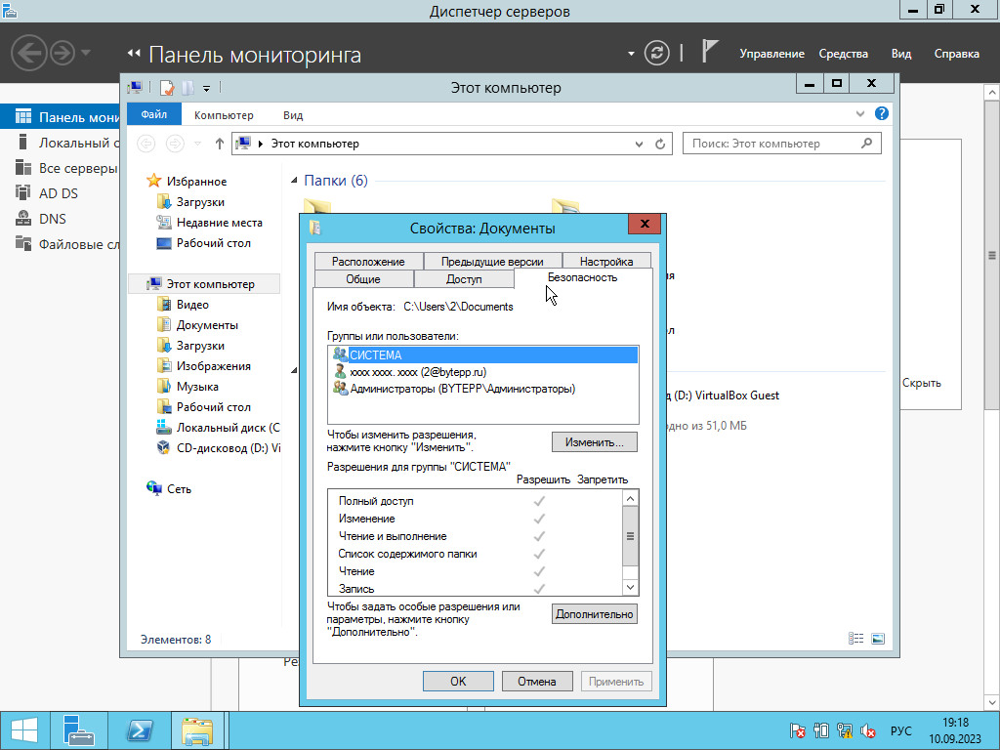 Диспетчер серверов
Панель мониторинга
Управление Средства Вид Справка
Панель мони
Локальный с
Все серверы
AD DS
DNS
Файловые сл
Этот компьютер
Файл Компьютер Вид
Этот компьютер
Поиск: Этот компьютер
Избранное
Загрузки
Недавние места
Рабочий стол
Этот компьютер
Видео
Документы
Загрузки
Изображения
Музыка
Рабочий стол
Локальный диск (C
CD-дисковод (D:) Vi
Сеть
Папки (6)
ия
ол
д (D:) VirtualBox Guest
дно из 51,0 МБ
Скрыть
Элементов: 8
Свойства: Документы
Расположение Предыдущие версии Настройка
Общие Доступ Безопасность
Имя объекта: C:\Users\2\Documents
Группы или пользователи:
СИСТЕМА
xxxx xxxx. xxxx (2@bytepp.ru)
Администраторы (BYTEPP\Администраторы)
Чтобы изменить разрешения,
нажмите кнопку "Изменить".
Изменить...
Разрешения для группы "СИСТЕМА"
Разрешить Запретить
Полный доступ
Изменение
Чтение и выполнение
Список содержимого папки
Чтение
Запись
Чтобы задать особые разрешения или
параметры, нажмите кнопку
"Дополнительно".
Дополнительно
OK Отмена Применить
Ре
РУС
19:18
10.09.2023